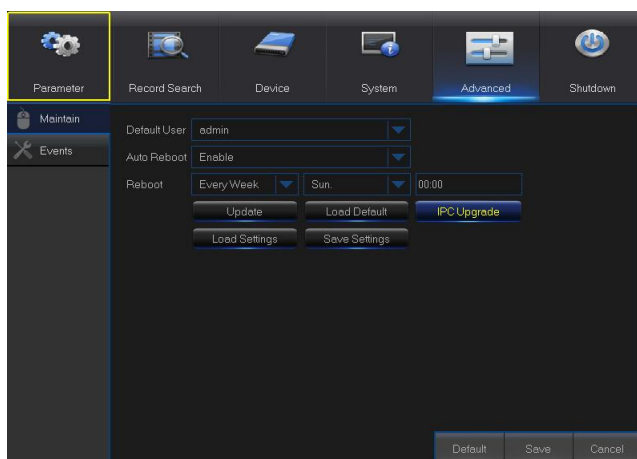 Parameter Record Search Device System Advanced Shutdown
Maintain
Events
Default User admin
Auto Reboot Enable
Reboot Every Week Sun. 00:00
Update Load Default IPC Upgrade
Load Settings Save Settings
Default Save Cancel